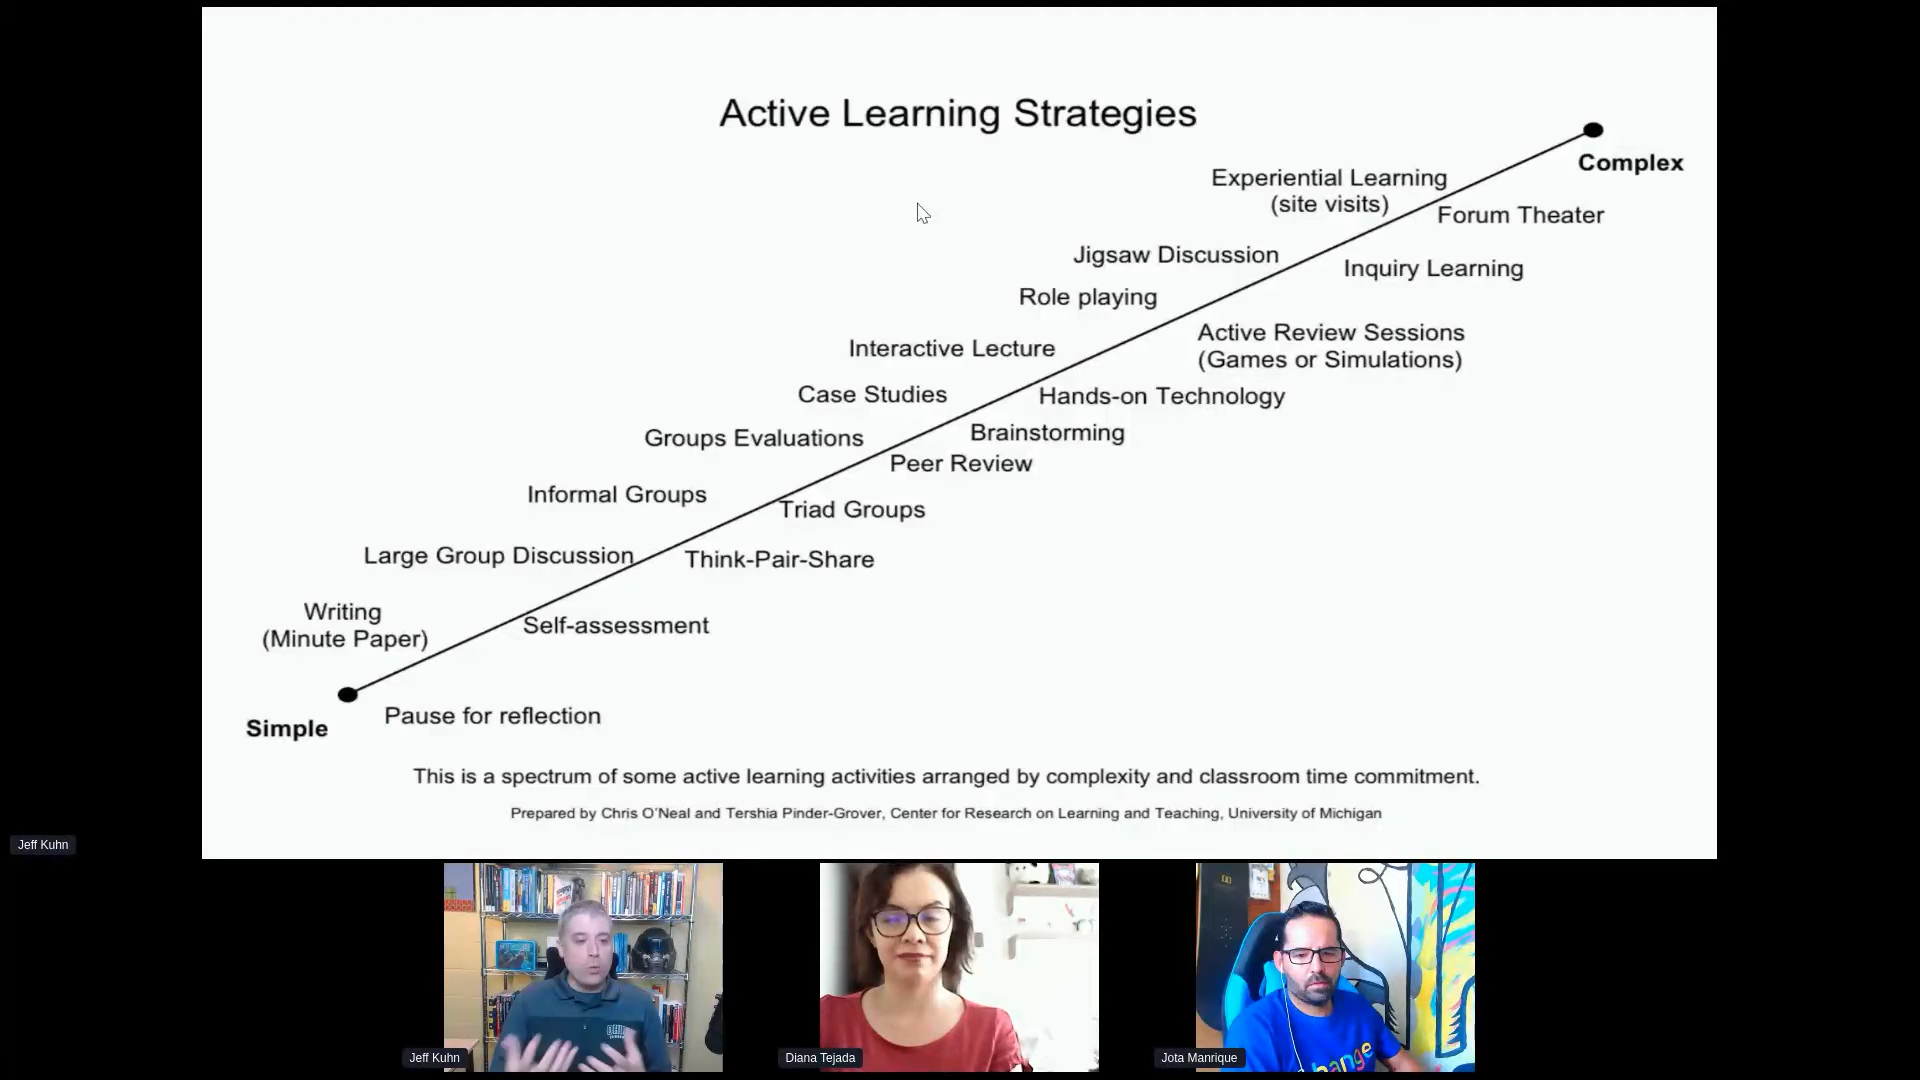 Active Learning Strategies
Complex
Experiential Learning
(site visits)
Forum Theater
Jigsaw Discussion
Inquiry Learning
Role playing
Active Review Sessions
(Games or Simulations)
Interactive Lecture
Case Studies
Hands-on Technology
Groups Evaluations
Brainstorming
Peer Review
Informal Groups
Triad Groups
Large Group Discussion
Think-Pair-Share
Writing
(Minute Paper)
Self-assessment
Simple
Pause for reflection
This is a spectrum of some active learning activities arranged by complexity and classroom time commitment.
Prepared by Chris O'Neal and Tershia Pinder-Grover, Center for Research on Learning and Teaching, University of Michigan
Jeff Kuhn
Jeff Kuhn
Diana Tejada
Jota Manrique